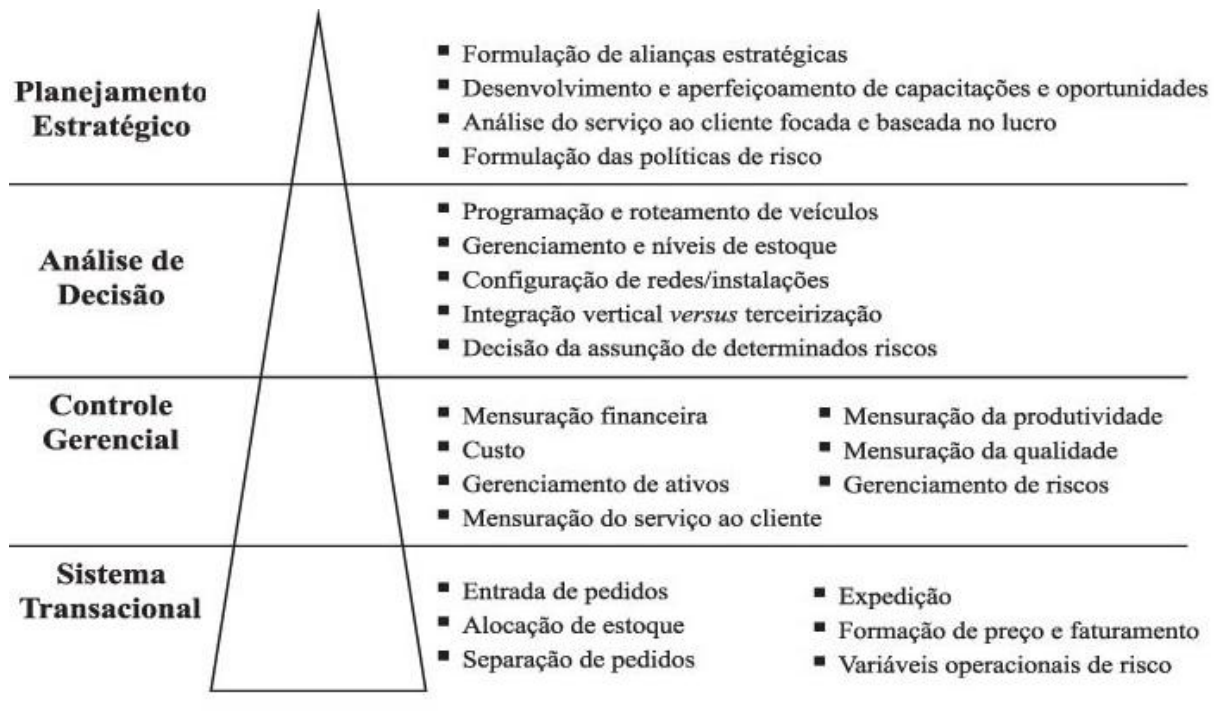 Planejamento
Estratégico
▪ Formulação de alianças estratégicas
▪ Desenvolvimento e aperfeiçoamento de capacitações e oportunidades
▪ Análise do serviço ao cliente focada e baseada no lucro
▪ Formulação das políticas de risco
Análise de
Decisão
▪ Programação e roteamento de veículos
▪ Gerenciamento e níveis de estoque
▪ Configuração de redes/instalações
▪ Integração vertical versus terceirização
▪ Decisão da assunção de determinados riscos
Controle
Gerencial
▪ Mensuração financeira
▪ Custo
▪ Gerenciamento de ativos
▪ Mensuração do serviço ao cliente
▪ Mensuração da produtividade
▪ Mensuração da qualidade
▪ Gerenciamento de riscos
Sistema
Transacional
▪ Entrada de pedidos
▪ Alocação de estoque
▪ Separação de pedidos
▪ Expedição
▪ Formação de preço e faturamento
▪ Variáveis operacionais de risco